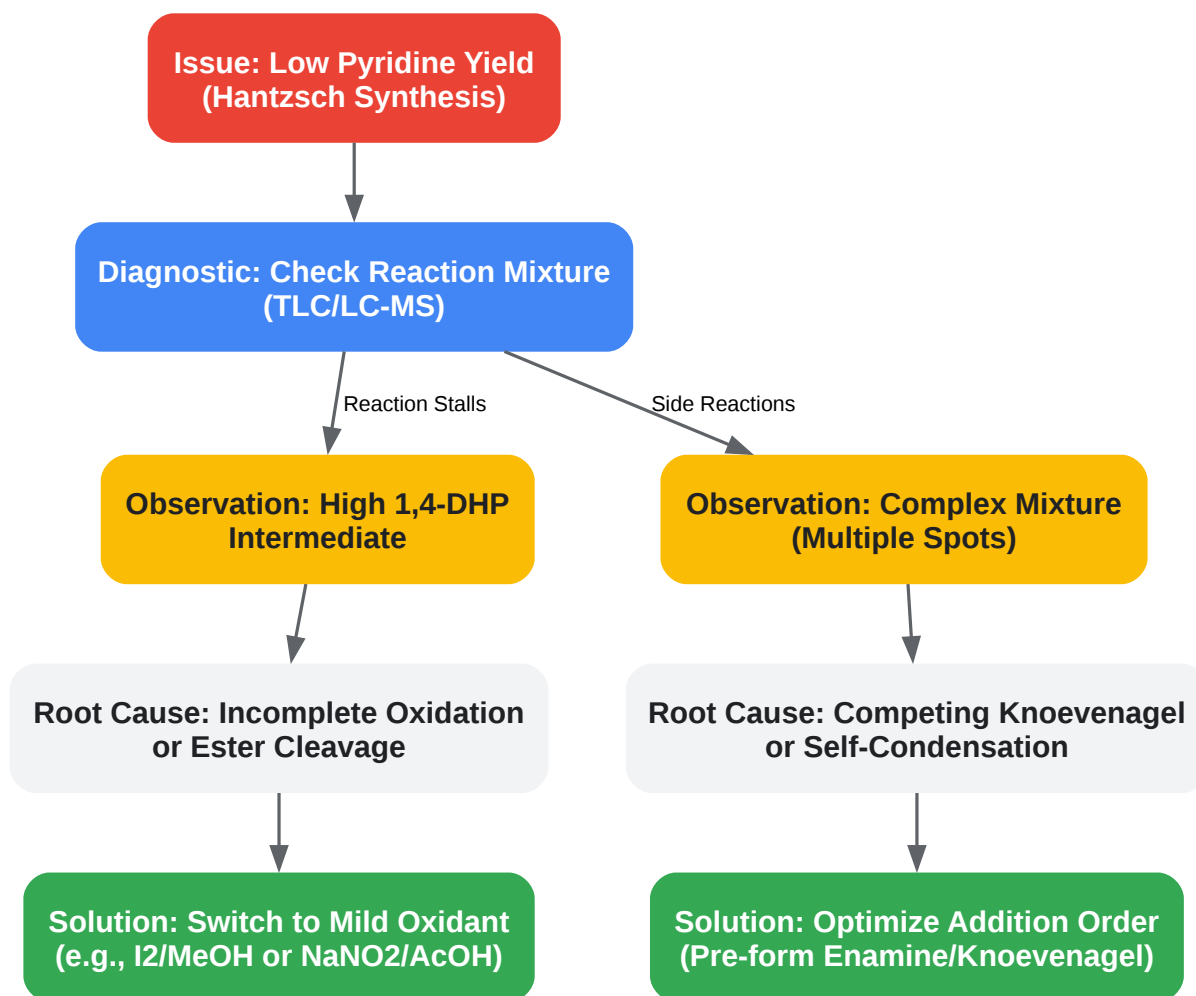 Issue: Low Pyridine Yield
(Hantzsch Synthesis)
Diagnostic: Check Reaction Mixture
(TLC/LC-MS)
Reaction Stalls
Side Reactions
Observation: High 1,4-DHP
Intermediate
Observation: Complex Mixture
(Multiple Spots)
Root Cause: Incomplete Oxidation
or Ester Cleavage
Root Cause: Competing Knoevenagel
or Self-Condensation
Solution: Switch to Mild Oxidant
(e.g., I2/MeOH or NaNO2/AcOH)
Solution: Optimize Addition Order
(Pre-form Enamine/Knoevenagel)